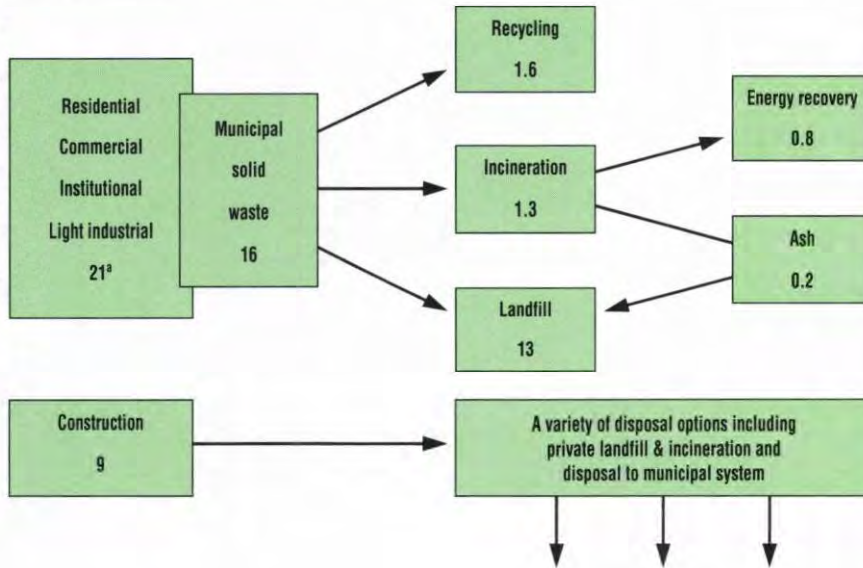 Residential
Commercial
Institutional
Light industrial
21ª
Municipal
solid
waste
16
Recycling
1.6
Incineration
1.3
Landfill
13
Energy recovery
0.8
Ash
0.2
Construction
9
A variety of disposal options including
private landfill & incineration and
disposal to municipal system